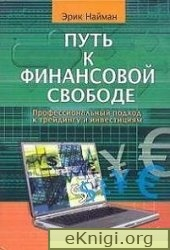 Эрик Найман
ПУТЬ
К
ФИНАНСОВОЙ
СВОБОДЕ
Профессиональный подход
к трейдингу и инвестициям
¥
€
$
eKnigi.org